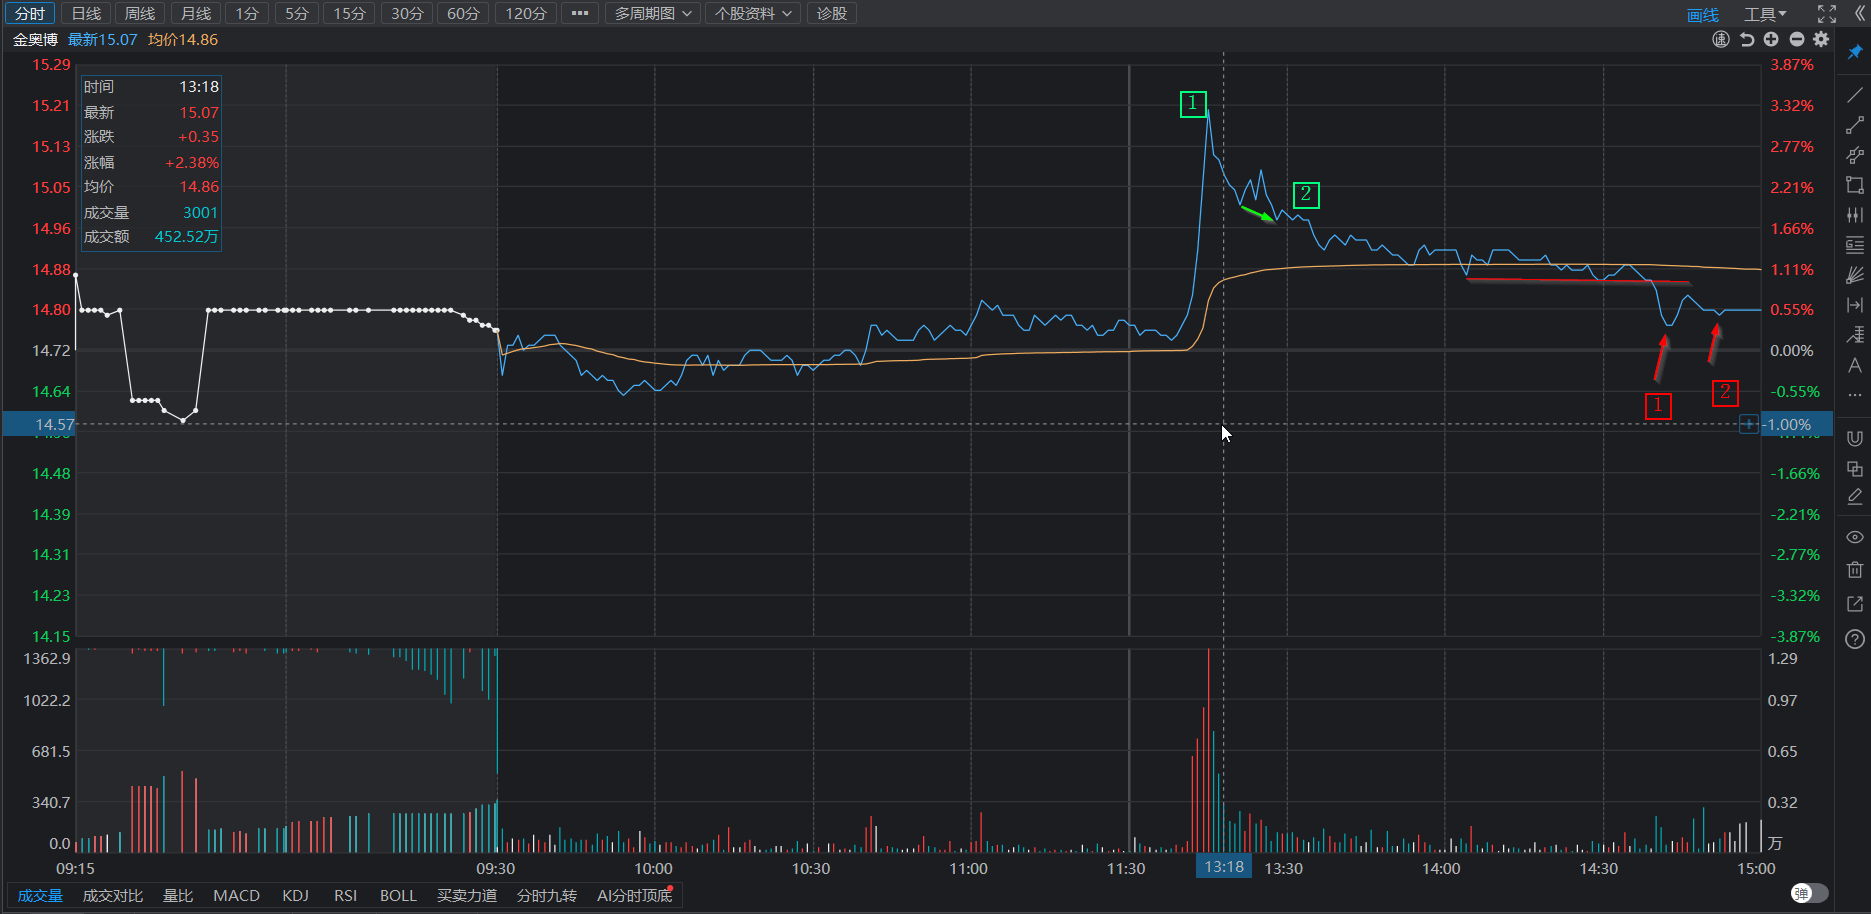 分时 日线 周线 月线 1分 5分 15分 30分 60分 120分 ••• 多周期图 个股资料 诊股 画线 工具
金奥博 最新15.07 均价14.86
15.29 3.87%
时间 13:18
15.21 3.32%
最新 15.07
涨跌 +0.35
15.13 2.77%
涨幅 +2.38%
15.05 2.21%
均价 14.86
成交量 3001
14.96 1.66%
成交额 452.52万
14.88 1.11%
14.80 0.55%
14.72 0.00%
14.64 -0.55%
14.57 -1.00%
14.48 -1.66%
14.39 -2.21%
14.31 -2.77%
14.23 -3.32%
14.15 -3.87%
1
2
1
2
1362.9 1.29
1022.2 0.97
681.5 0.65
340.7 0.32
0.0 万
09:15 09:30 10:00 10:30 11:00 11:30 13:18 13:30 14:00 14:30 15:00
成交量 成交对比 量比 MACD KDJ RSI BOLL 买卖力道 分时九转 AI分时顶底 弹